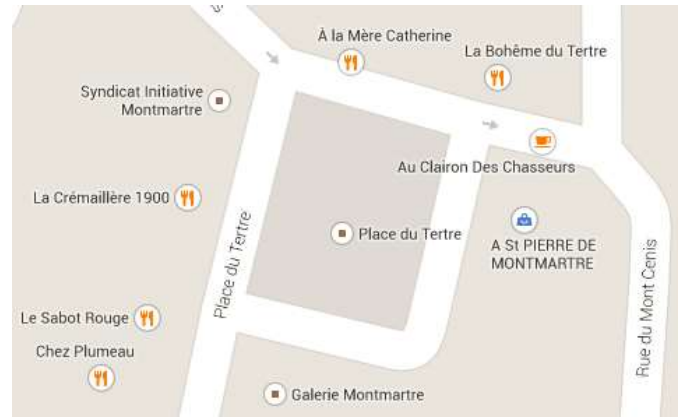 À la Mère Catherine
La Bohême du Tertre
Syndicat Initiative
Montmartre
Au Clairon Des Chasseurs
La Crémaillère 1900
Place du Tertre
Place du Tertre
A St PIERRE DE
MONTMARTRE
Rue du Mont Cenis
Le Sabot Rouge
Chez Plumeau
Galerie Montmartre